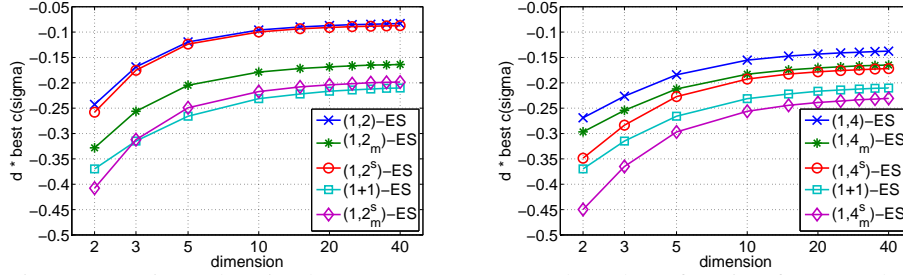 −0.05
−0.1
−0.15
−0.2
−0.25
−0.3
−0.35
−0.4
−0.45
−0.5
d * best c(sigma)
2 3 5 10 20 40
dimension
(1,2)−ES
(1,2m)−ES
(1,2s)−ES
(1+1)−ES
(1,2ms)−ES
−0.05
−0.1
−0.15
−0.2
−0.25
−0.3
−0.35
−0.4
−0.45
−0.5
d * best c(sigma)
2 3 5 10 20 40
dimension
(1,4)−ES
(1,4m)−ES
(1,4s)−ES
(1+1)−ES
(1,4ms)−ES